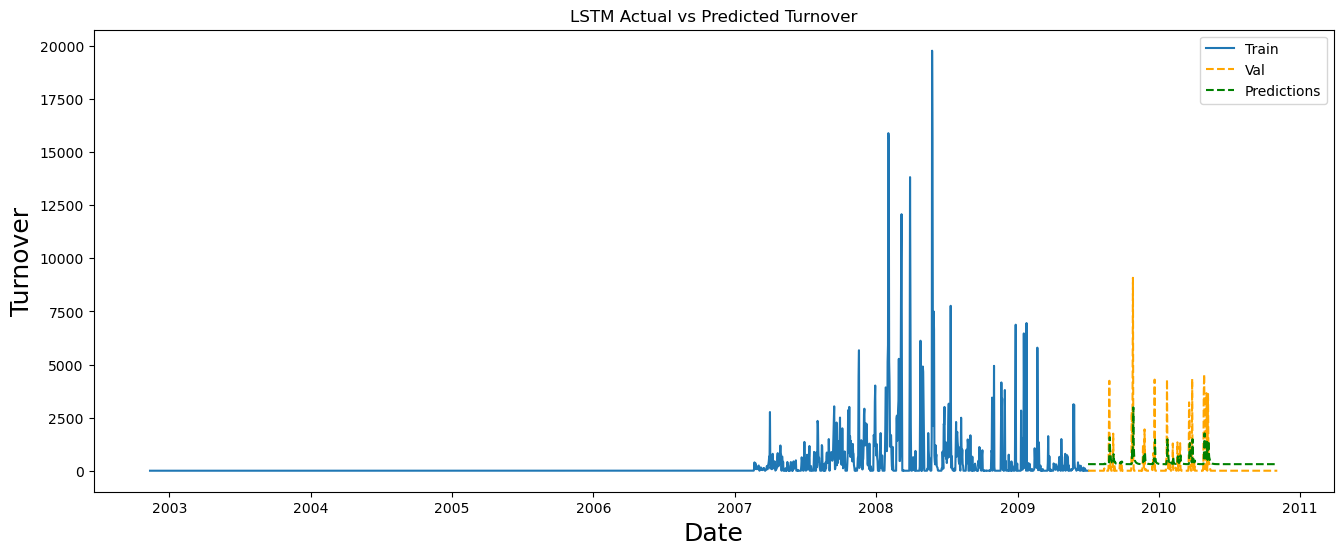 LSTM Actual vs Predicted Turnover
Train
Val
Predictions
20000
17500
15000
12500
10000
7500
5000
2500
0
Turnover
2003 2004 2005 2006 2007 2008 2009 2010 2011
Date